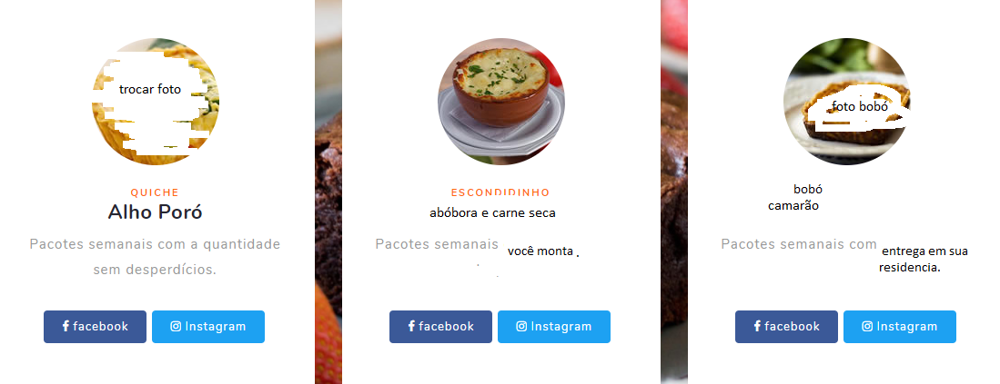 trocar foto
QUICHE
Alho Poró
Pacotes semanais com a quantidade
sem desperdícios.
facebook
Instagram
ESCONDIDINHO
abóbora e carne seca
Pacotes semanais você monta .
facebook
Instagram
foto bobó
bobó
camarão
Pacotes semanais com entrega em sua
residencia.
facebook
Instagram